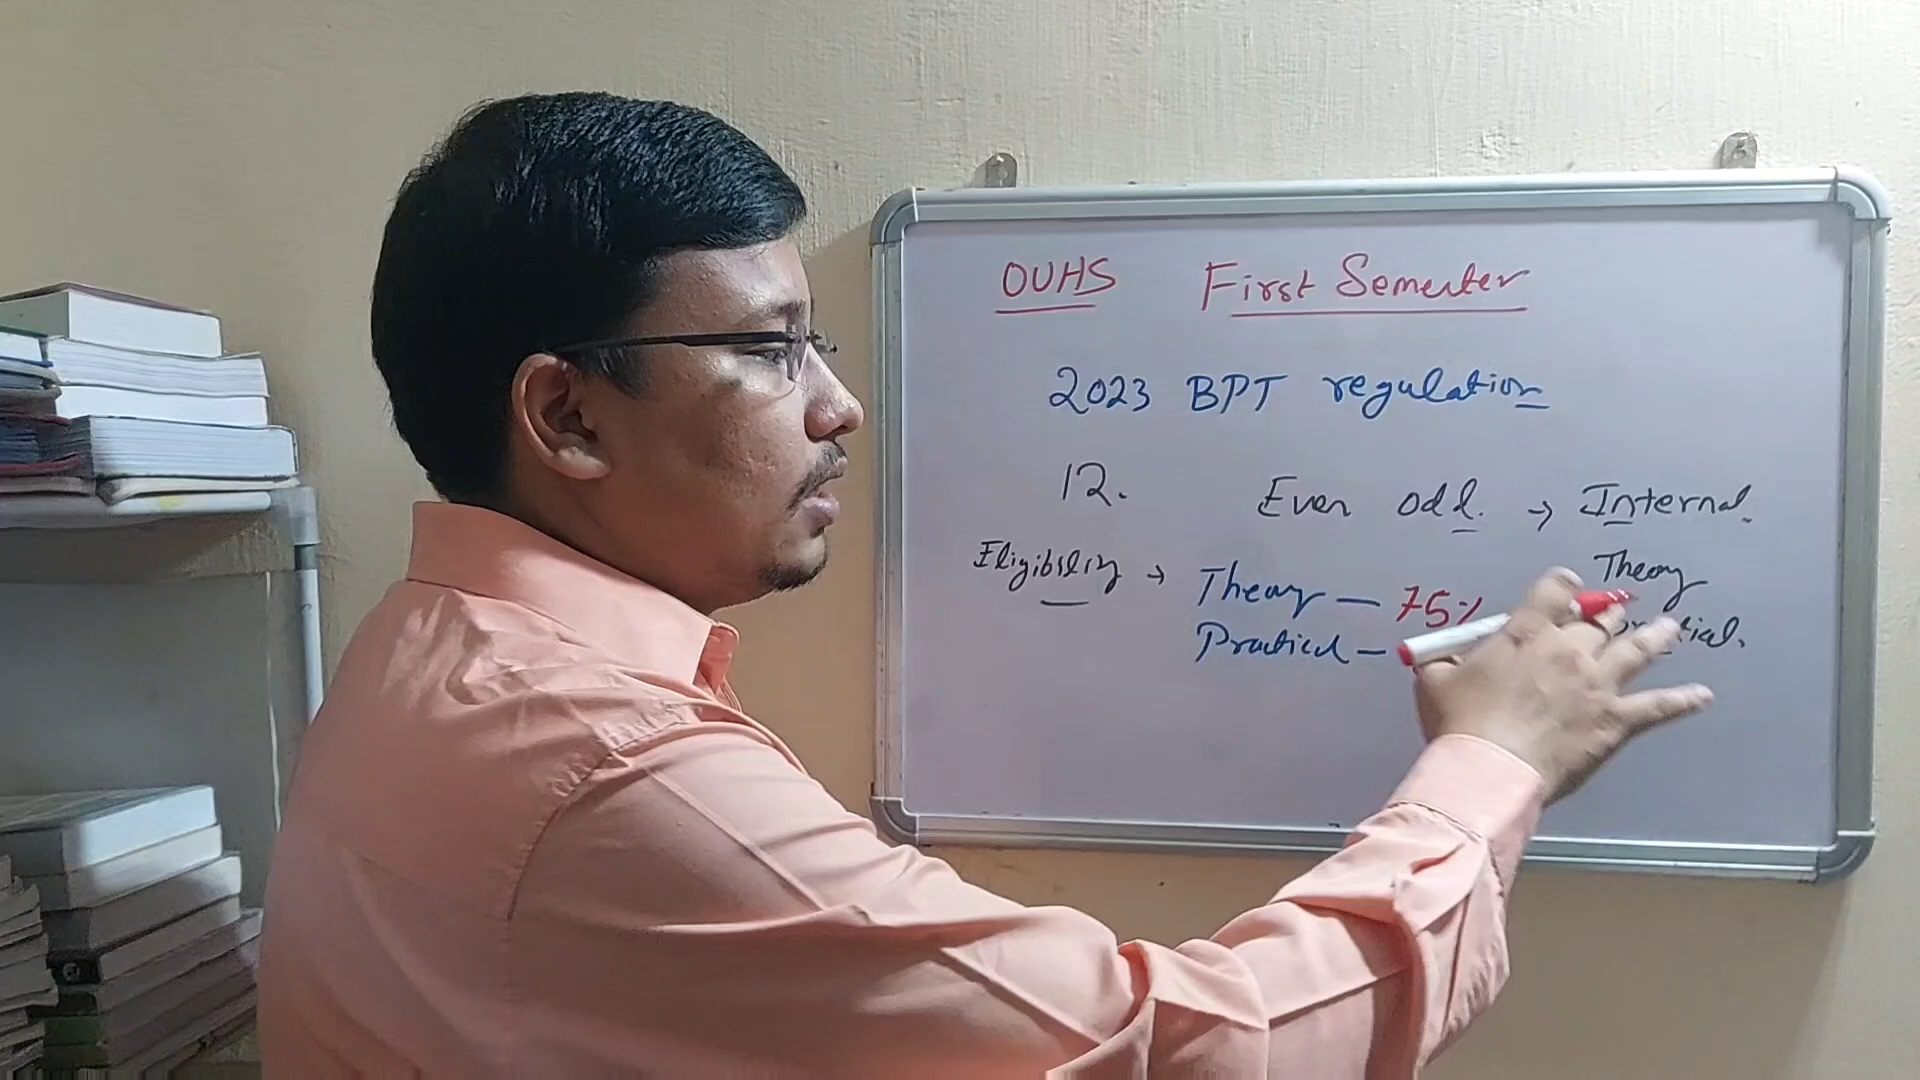 OUHS First Semester
2023 BPT regulation
12. Even odd. → Internal.
Eligibility → Theory — 75%
Practical —
Theory